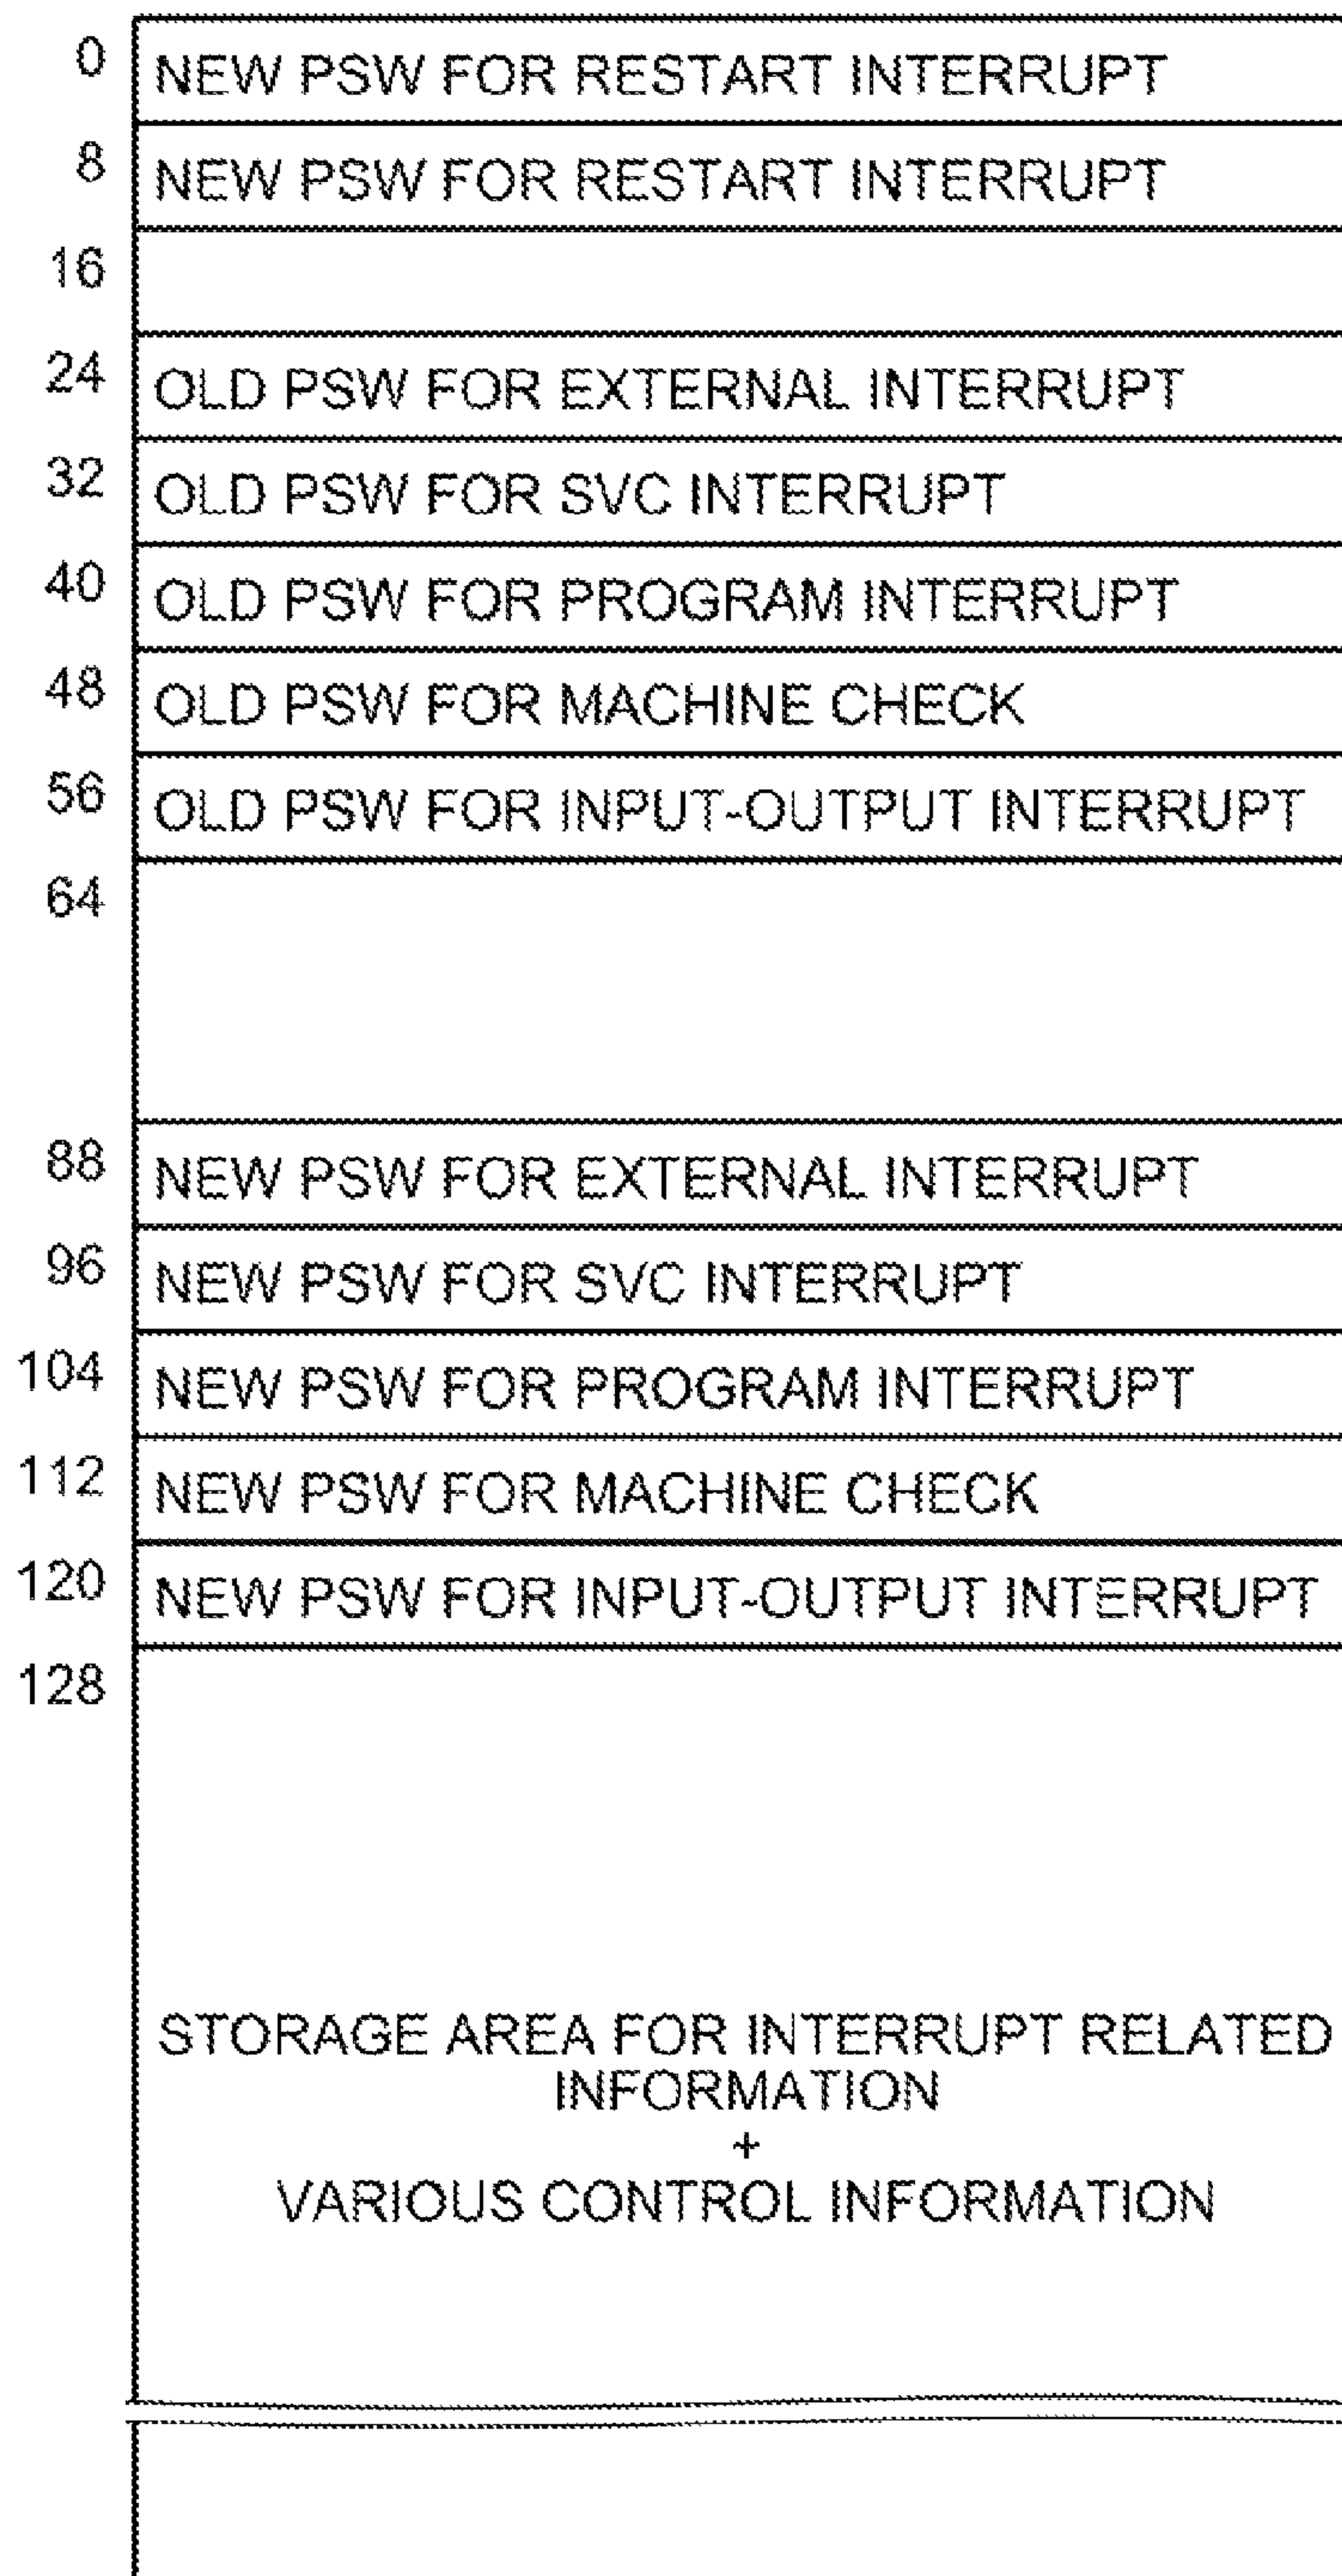 0 NEW PSW FOR RESTART INTERRUPT
8 NEW PSW FOR RESTART INTERRUPT
16
24 OLD PSW FOR EXTERNAL INTERRUPT
32 OLD PSW FOR SVC INTERRUPT
40 OLD PSW FOR PROGRAM INTERRUPT
48 OLD PSW FOR MACHINE CHECK
56 OLD PSW FOR INPUT-OUTPUT INTERRUPT
64
88 NEW PSW FOR EXTERNAL INTERRUPT
96 NEW PSW FOR SVC INTERRUPT
104 NEW PSW FOR PROGRAM INTERRUPT
112 NEW PSW FOR MACHINE CHECK
120 NEW PSW FOR INPUT-OUTPUT INTERRUPT
128
STORAGE AREA FOR INTERRUPT RELATED
INFORMATION
+
VARIOUS CONTROL INFORMATION